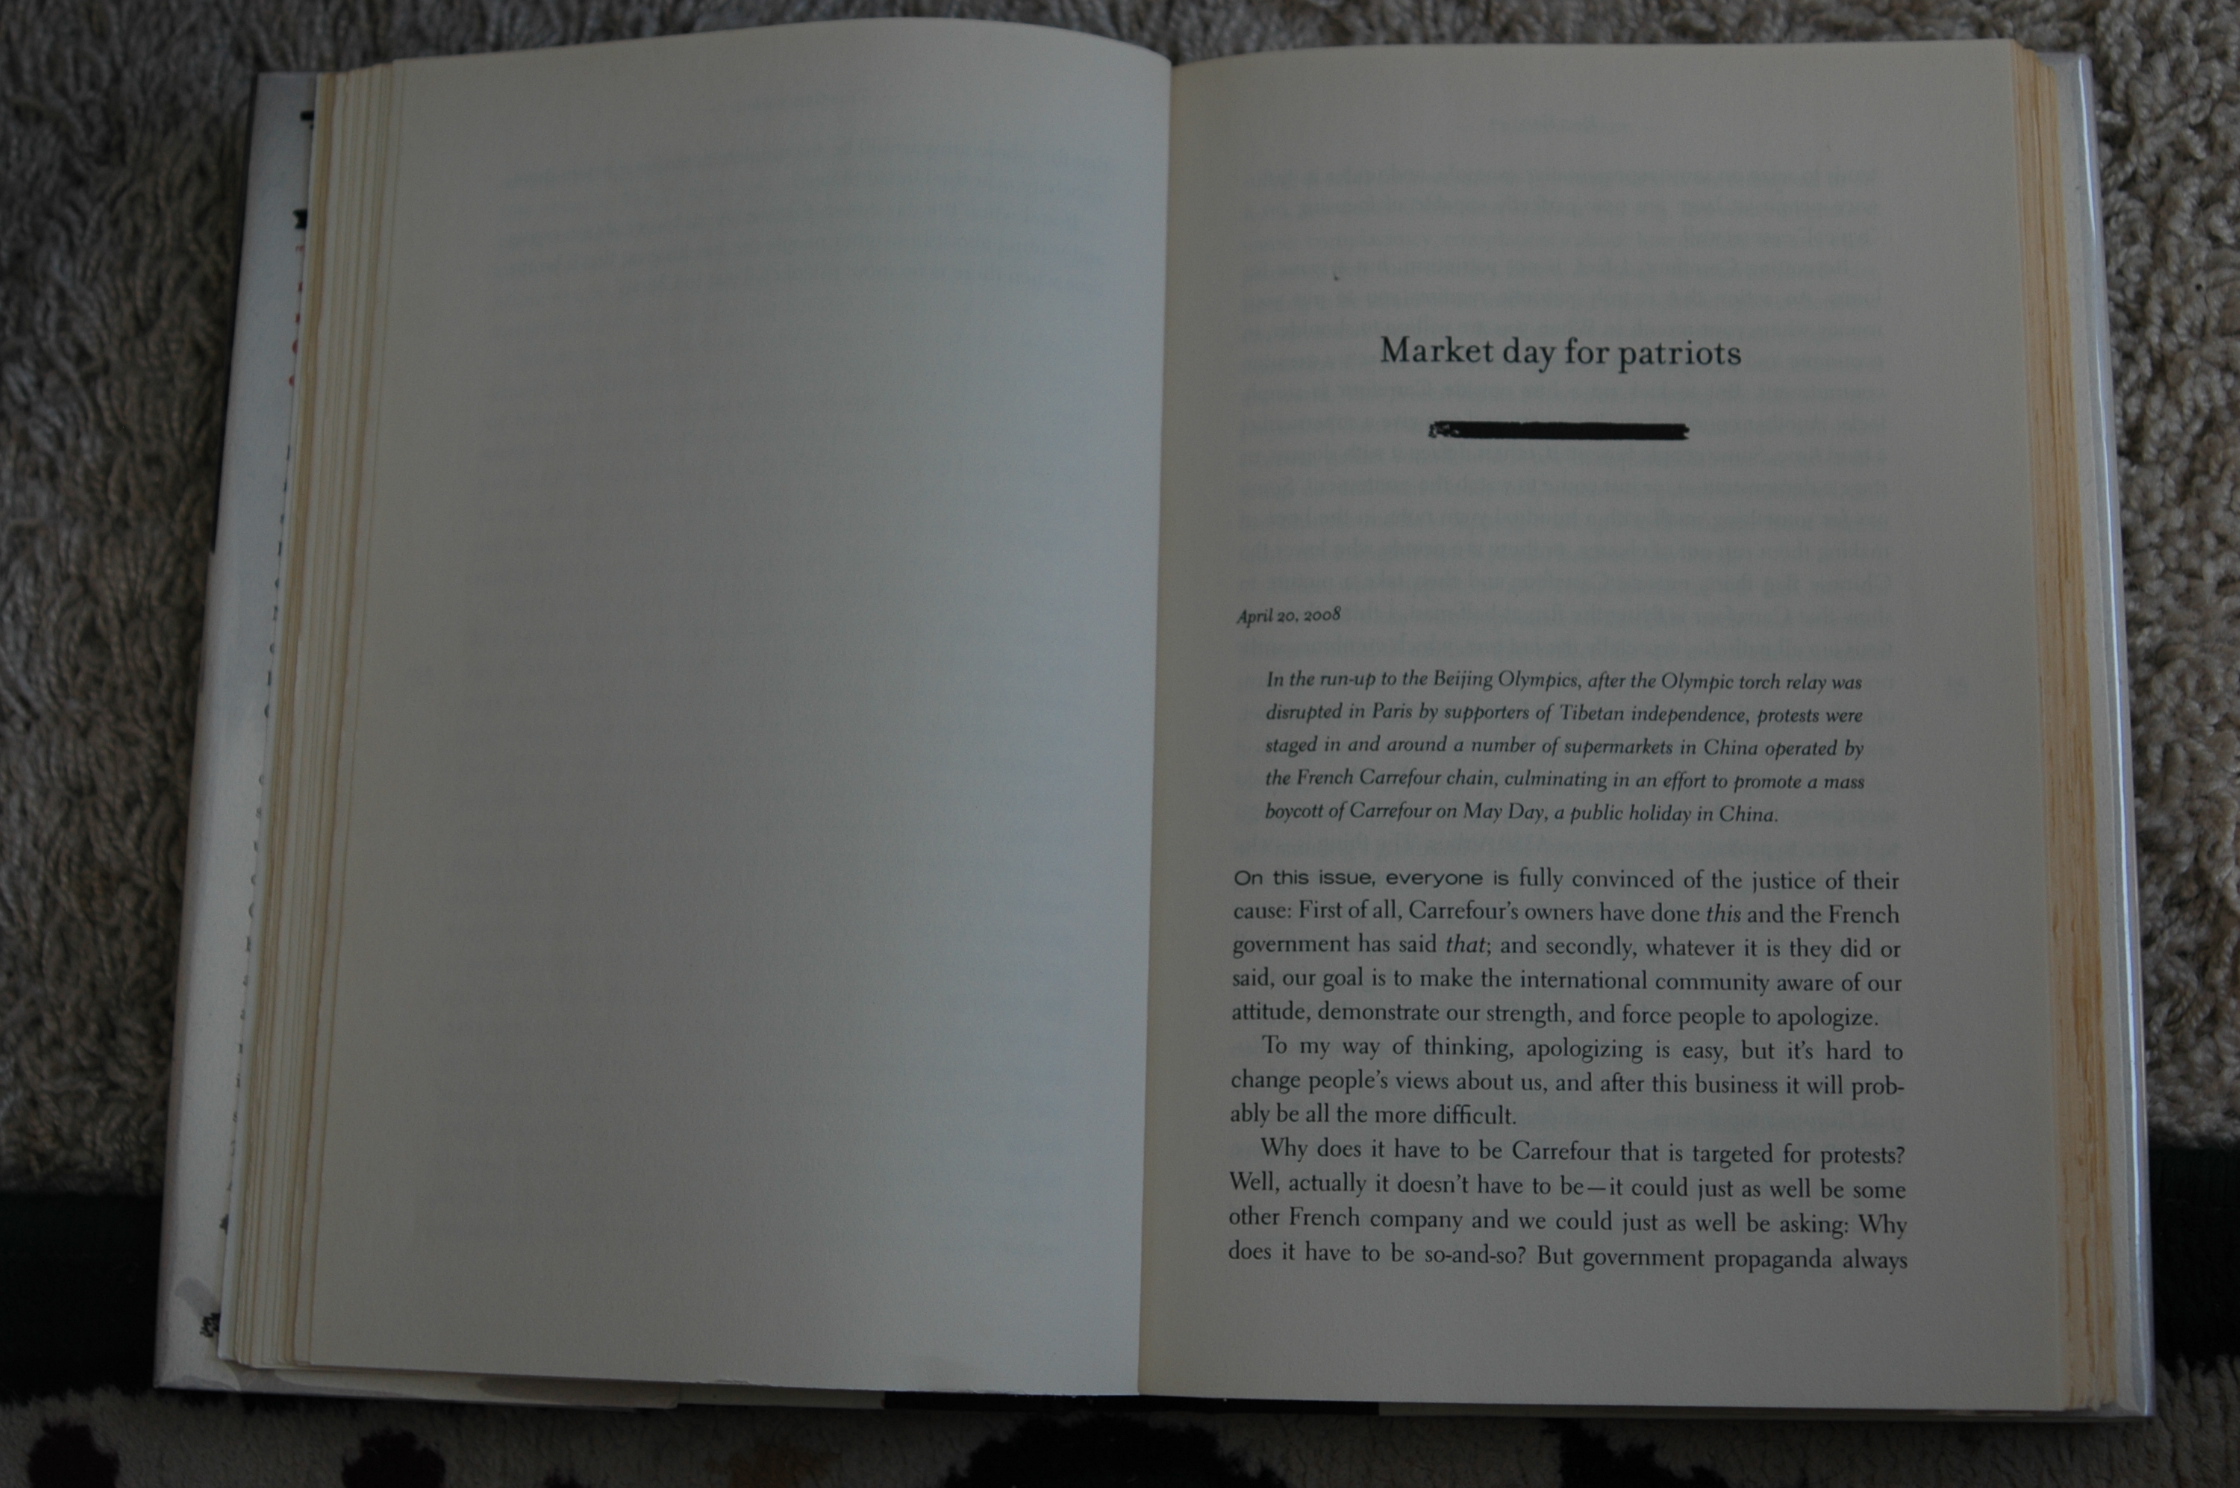 Market day for patriots
April 20, 2008
In the run-up to the Beijing Olympics, after the Olympic torch relay was
disrupted in Paris by supporters of Tibetan independence, protests were
staged in and around a number of supermarkets in China operated by
the French Carrefour chain, culminating in an effort to promote a mass
boycott of Carrefour on May Day, a public holiday in China.
On this issue, everyone is fully convinced of the justice of their
cause: First of all, Carrefour's owners have done this and the French
government has said that; and secondly, whatever it is they did or
said, our goal is to make the international community aware of our
attitude, demonstrate our strength, and force people to apologize.
To my way of thinking, apologizing is easy, but it's hard to
change people's views about us, and after this business it will prob-
ably be all the more difficult.
Why does it have to be Carrefour that is targeted for protests?
Well, actually it doesn't have to be—it could just as well be some
other French company and we could just as well be asking: Why
does it have to be so-and-so? But government propaganda always